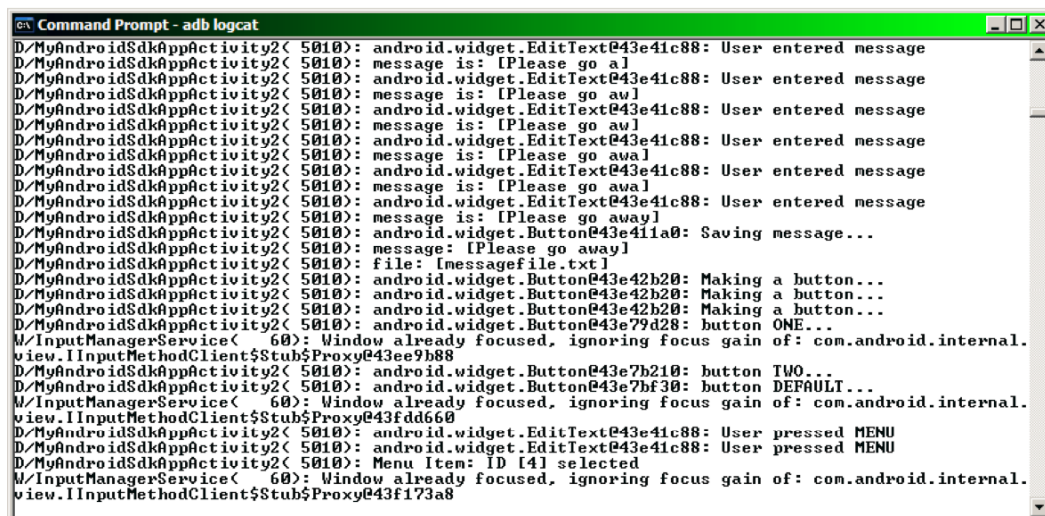 Command Prompt - adb logcat
D/MyAndroidSdkAppActivity2( 5010): android.widget.EditText@43e41c88: User entered message
D/MyAndroidSdkAppActivity2( 5010): message is: [Please go a]
D/MyAndroidSdkAppActivity2( 5010): android.widget.EditText@43e41c88: User entered message
D/MyAndroidSdkAppActivity2( 5010): message is: [Please go aw]
D/MyAndroidSdkAppActivity2( 5010): android.widget.EditText@43e41c88: User entered message
D/MyAndroidSdkAppActivity2( 5010): message is: [Please go aw]
D/MyAndroidSdkAppActivity2( 5010): android.widget.EditText@43e41c88: User entered message
D/MyAndroidSdkAppActivity2( 5010): message is: [Please go awa]
D/MyAndroidSdkAppActivity2( 5010): android.widget.EditText@43e41c88: User entered message
D/MyAndroidSdkAppActivity2( 5010): message is: [Please go awa]
D/MyAndroidSdkAppActivity2( 5010): android.widget.EditText@43e41c88: User entered message
D/MyAndroidSdkAppActivity2( 5010): message is: [Please go away]
D/MyAndroidSdkAppActivity2( 5010): android.widget.Button@43e411a0: Saving message...
D/MyAndroidSdkAppActivity2( 5010): message: [Please go away]
D/MyAndroidSdkAppActivity2( 5010): file: [messagefile.txt]
D/MyAndroidSdkAppActivity2( 5010): android.widget.Button@43e42b20: Making a button...
D/MyAndroidSdkAppActivity2( 5010): android.widget.Button@43e42b20: Making a button...
D/MyAndroidSdkAppActivity2( 5010): android.widget.Button@43e42b20: Making a button...
D/MyAndroidSdkAppActivity2( 5010): android.widget.Button@43e79d28: button ONE...
W/InputManagerService(   60): Window already focused, ignoring focus gain of: com.android.internal.
view.IInputMethodClient$Stub$Proxy@43ee9b88
D/MyAndroidSdkAppActivity2( 5010): android.widget.Button@43e7b210: button TWO...
D/MyAndroidSdkAppActivity2( 5010): android.widget.Button@43e7bf30: button DEFAULT...
W/InputManagerService(   60): Window already focused, ignoring focus gain of: com.android.internal.
view.IInputMethodClient$Stub$Proxy@43fdd660
D/MyAndroidSdkAppActivity2( 5010): android.widget.EditText@43e41c88: User pressed MENU
D/MyAndroidSdkAppActivity2( 5010): android.widget.EditText@43e41c88: User pressed MENU
D/MyAndroidSdkAppActivity2( 5010): Menu Item: ID [4] selected
W/InputManagerService(   60): Window already focused, ignoring focus gain of: com.android.internal.
view.IInputMethodClient$Stub$Proxy@43f173a8